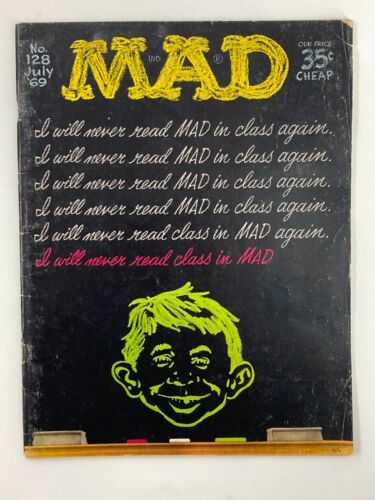 No. 128 July '69
MAD
IND ®
OUR PRICE 35¢ CHEAP
I will never read MAD in class again.
I will never read MAD in class again.
I will never read MAD in class again.
I will never read MAD in class again.
I will never read class in MAD again.
I will never read class in MAD